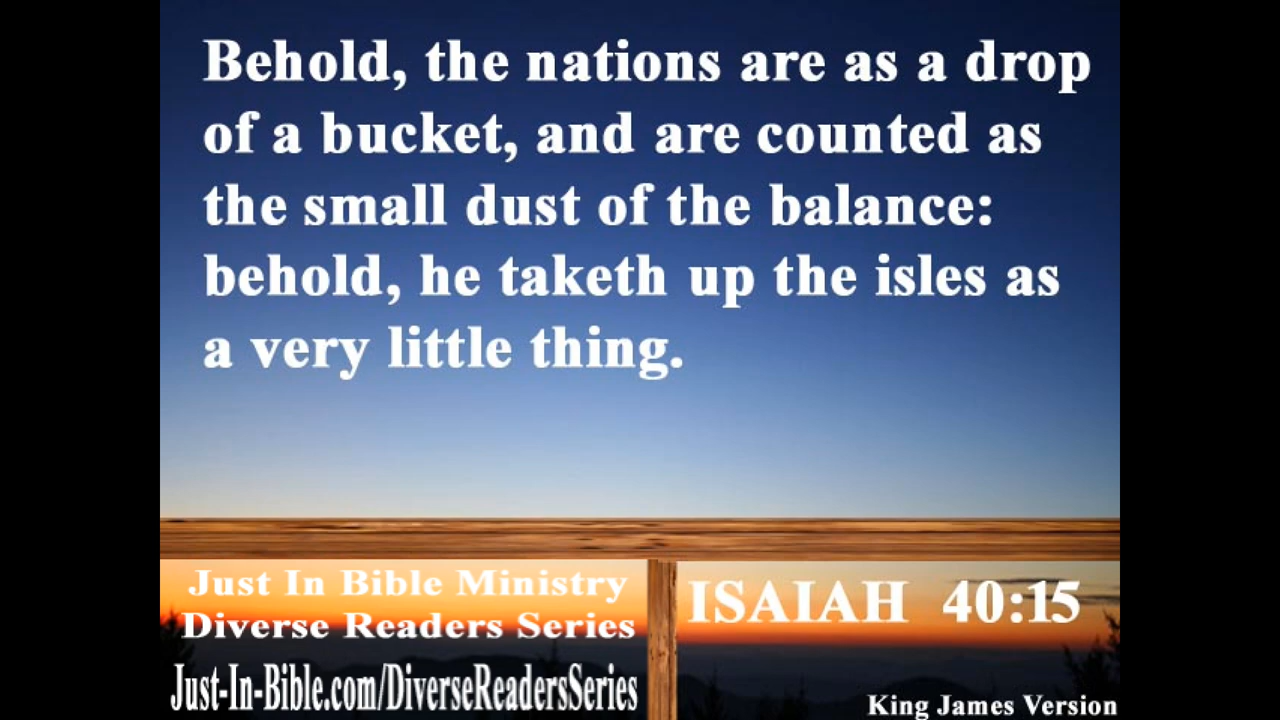 Behold, the nations are as a drop
of a bucket, and are counted as
the small dust of the balance:
behold, he taketh up the isles as
a very little thing.
Just In Bible Ministry
Diverse Readers Series
Just-In-Bible.com/DiverseReadersSeries
ISAIAH 40:15
King James Version